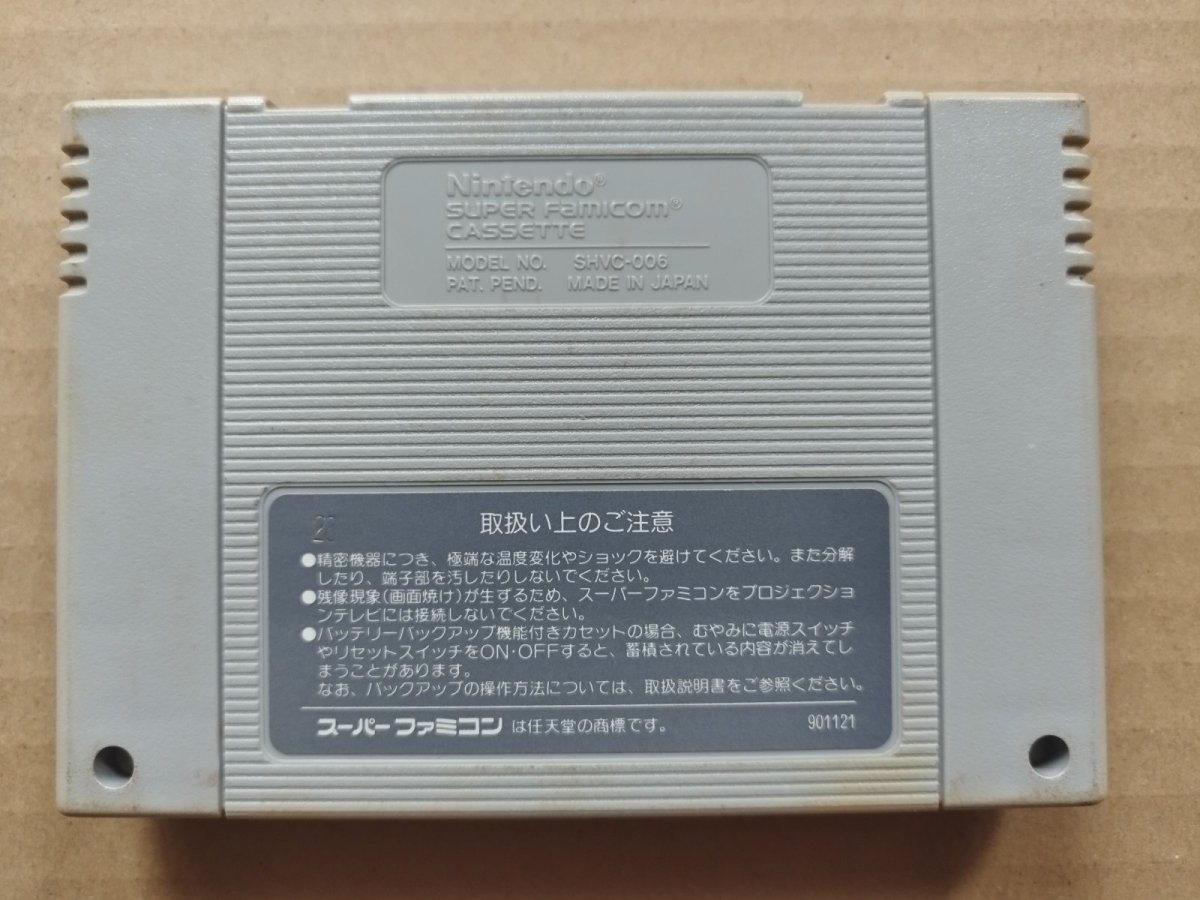 Nintendo®
SUPER FAMICOM®
CASSETTE
MODEL NO. SHVC-006
PAT. PEND. MADE IN JAPAN
取扱い上のご注意
●精密機器につき、極端な温度変化やショックを避けてください。また分解
したり、端子部を汚したりしないでください。
●残像現象(画面焼け)が生ずるため、スーパーファミコンをプロジェクショ
ンテレビには接続しないでください。
●バッテリーバックアップ機能付きカセットの場合、むやみに電源スイッチ
やリセットスイッチをON・OFFすると、蓄積されている内容が消えてし
まうことがあります。
なお、バックアップの操作方法については、取扱説明書をご参照ください。
スーパーファミコン は任天堂の商標です。 901121